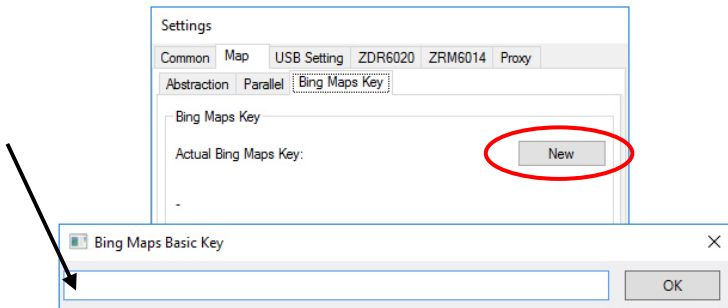 Settings
Common Map USB Setting ZDR6020 ZRM6014 Proxy
Abstraction Parallel Bing Maps Key
Bing Maps Key
Actual Bing Maps Key: New
-
Bing Maps Basic Key
OK